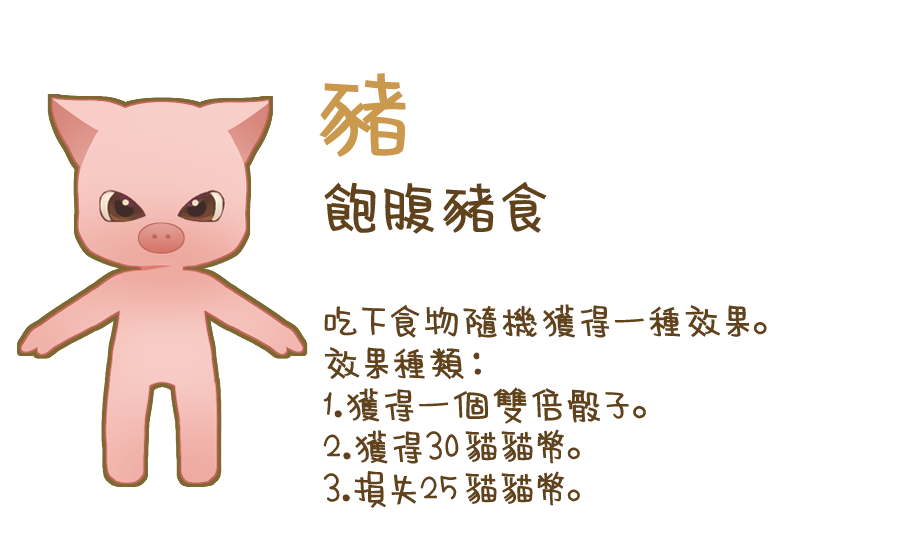 豬
飽腹豬食
吃下食物隨機獲得一種效果。
效果種類：
1.獲得一個雙倍骰子。
2.獲得30貓貓幣。
3.損失25貓貓幣。